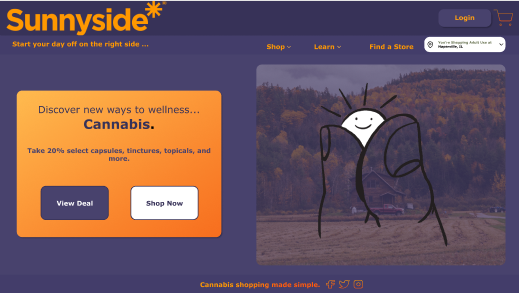 Sunnyside*
Login
Start your day off on the right side ...
Shop
Learn
Find a Store
You're Shopping Adult Use at
Naperville, IL
Discover new ways to wellness...
Cannabis.
Take 20% select capsules, tinctures, topicals, and
more.
View Deal
Shop Now
Cannabis shopping made simple.